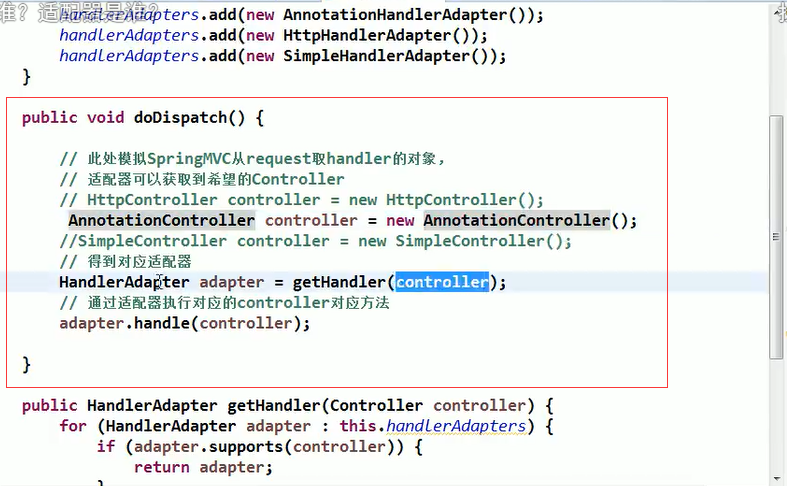 准？适配器是谁？
handlerAdapters.add(new AnnotationHandlerAdapter());
handlerAdapters.add(new HttpHandlerAdapter());
handlerAdapters.add(new SimpleHandlerAdapter());
}
public void doDispatch() {
// 此处模拟SpringMVC从request取handler的对象，
// 适配器可以获取到希望的Controller
// HttpController controller = new HttpController();
AnnotationController controller = new AnnotationController();
//SimpleController controller = new SimpleController();
// 得到对应适配器
HandlerAdapter adapter = getHandler(controller);
// 通过适配器执行对应的controller对应方法
adapter.handle(controller);
}
public HandlerAdapter getHandler(Controller controller) {
for (HandlerAdapter adapter : this.handlerAdapters) {
if (adapter.supports(controller)) {
return adapter;